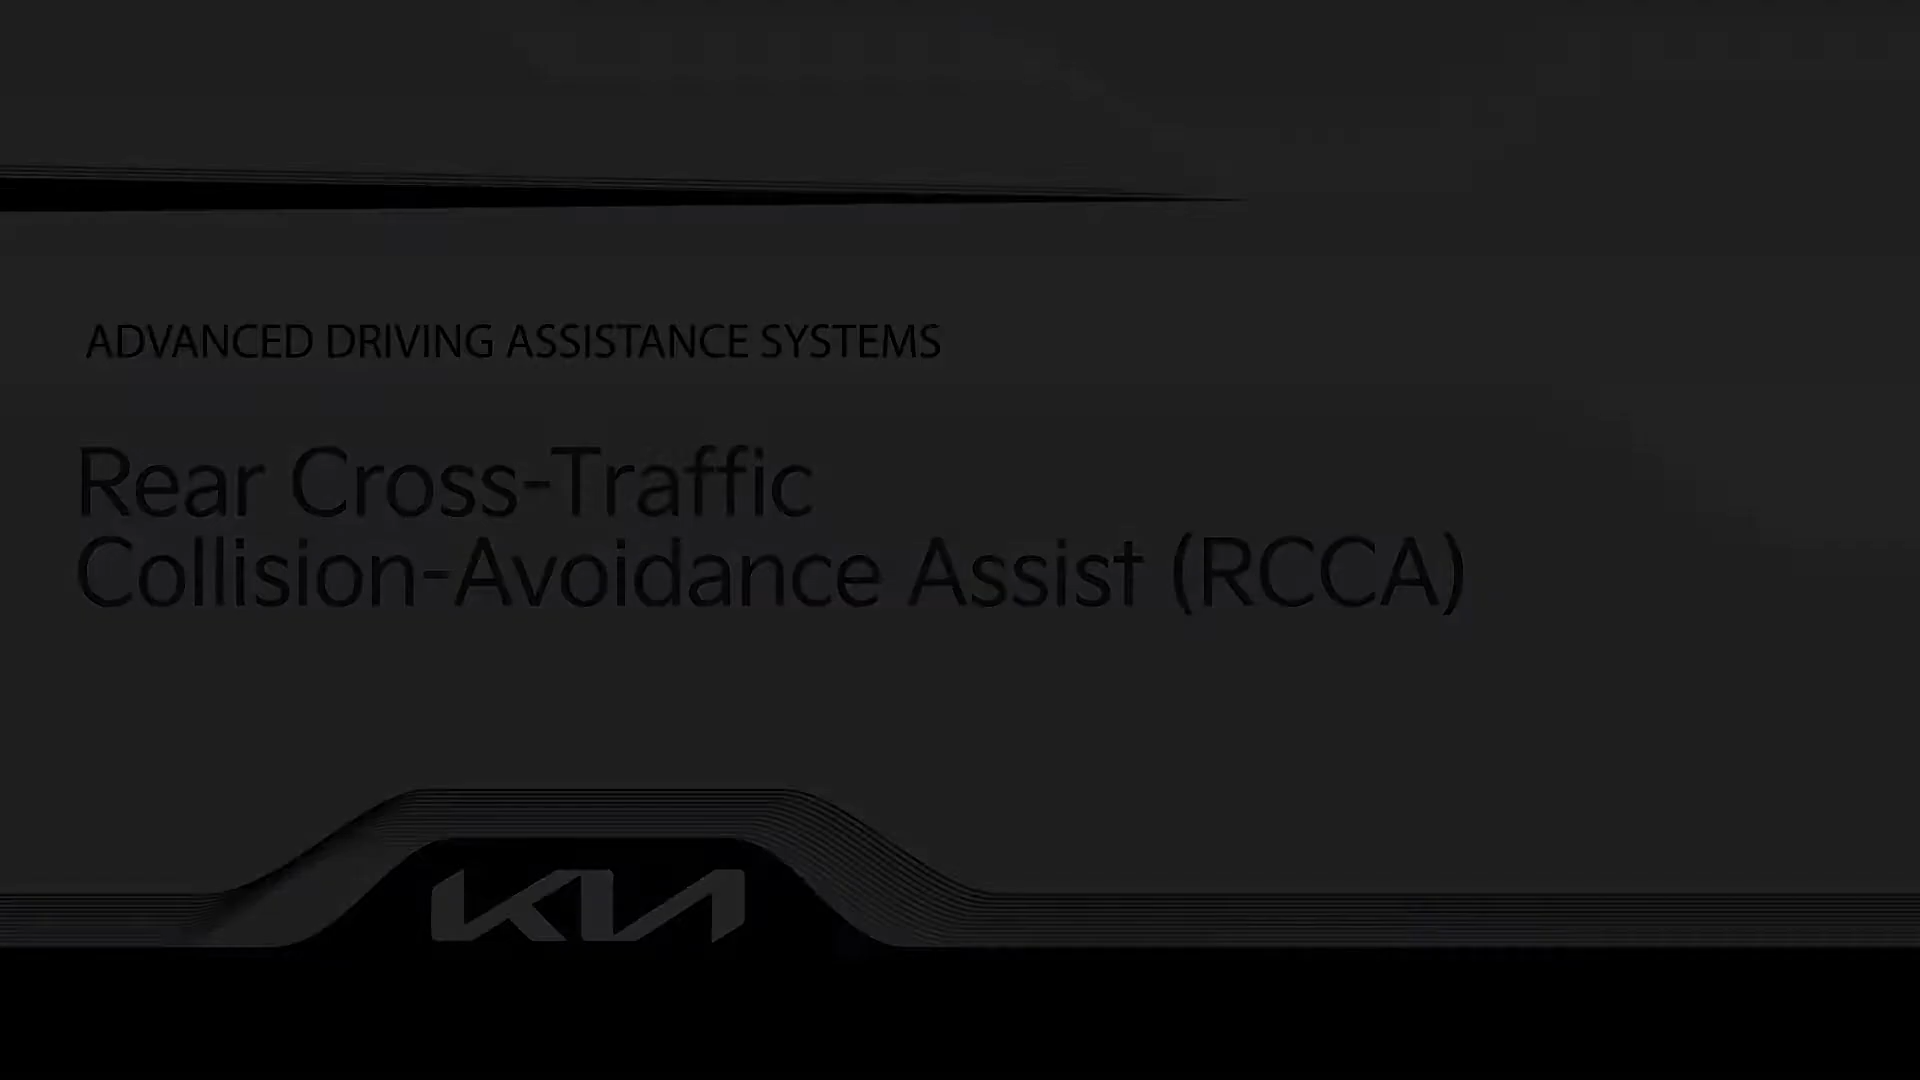 ADVANCED DRIVING ASSISTANCE SYSTEMS
Rear Cross-Traffic
Collision-Avoidance Assist (RCCA)
KIA